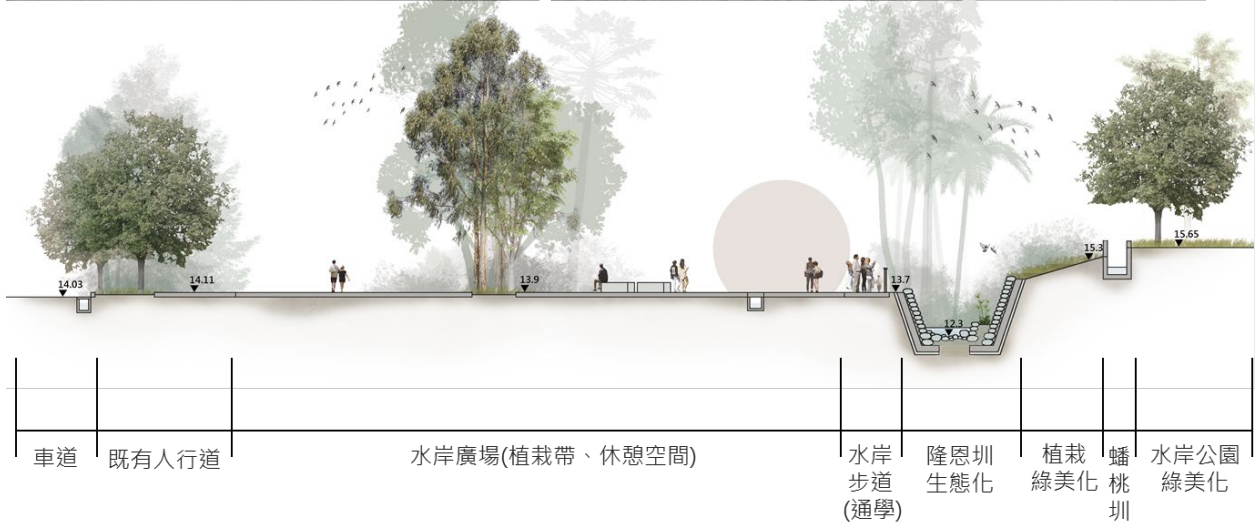 14.03
14.11
13.9
13.7
12.3
15.3
15.65
車道
既有人行道
水岸廣場(植栽帶、休憩空間)
水岸
步道
(通學)
隆恩圳
生態化
植栽
綠美化
蟠
桃
圳
水岸公園
綠美化